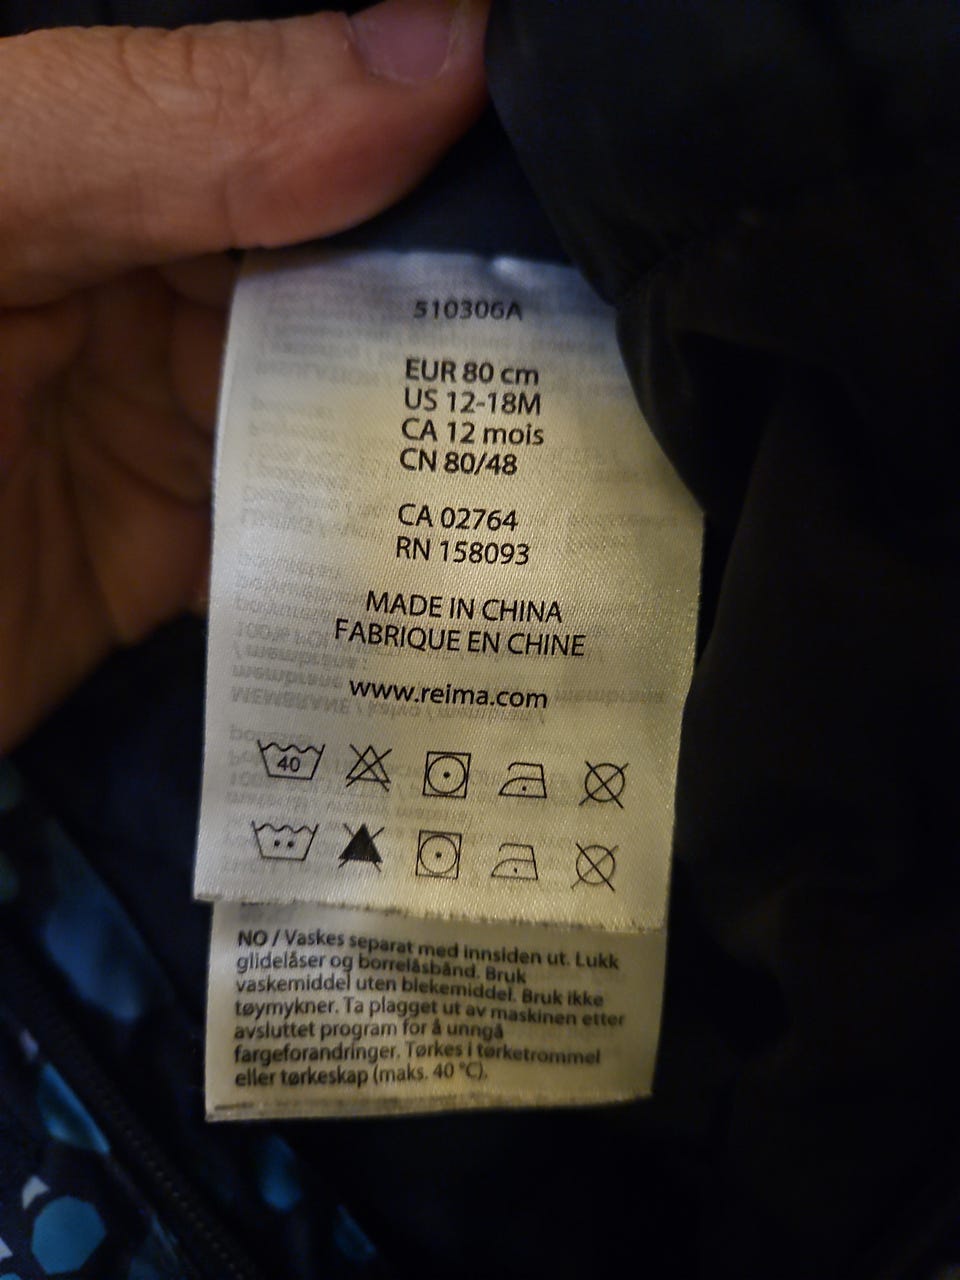 510306A
EUR 80 cm
US 12-18M
CA 12 mois
CN 80/48
CA 02764
RN 158093
MADE IN CHINA
FABRIQUE EN CHINE
www.reima.com
40
NO / Vaskes separat med innsiden ut. Lukk
glidelåser og borrelåsbånd. Bruk
vaskemiddel uten blekemiddel. Bruk ikke
tøymykner. Ta plagget ut av maskinen etter
avsluttet program for å unngå
fargeforandringer. Tørkes i tørketrommel
eller tørkeskap (maks. 40 °C).